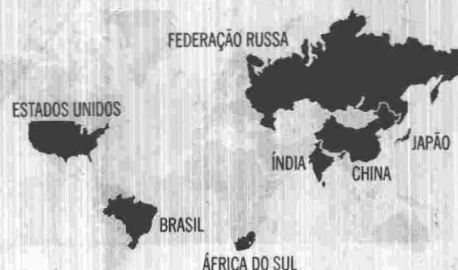 FEDERAÇÃO RUSSA
ESTADOS UNIDOS
JAPÃO
ÍNDIA
CHINA
BRASIL
ÁFRICA DO SUL